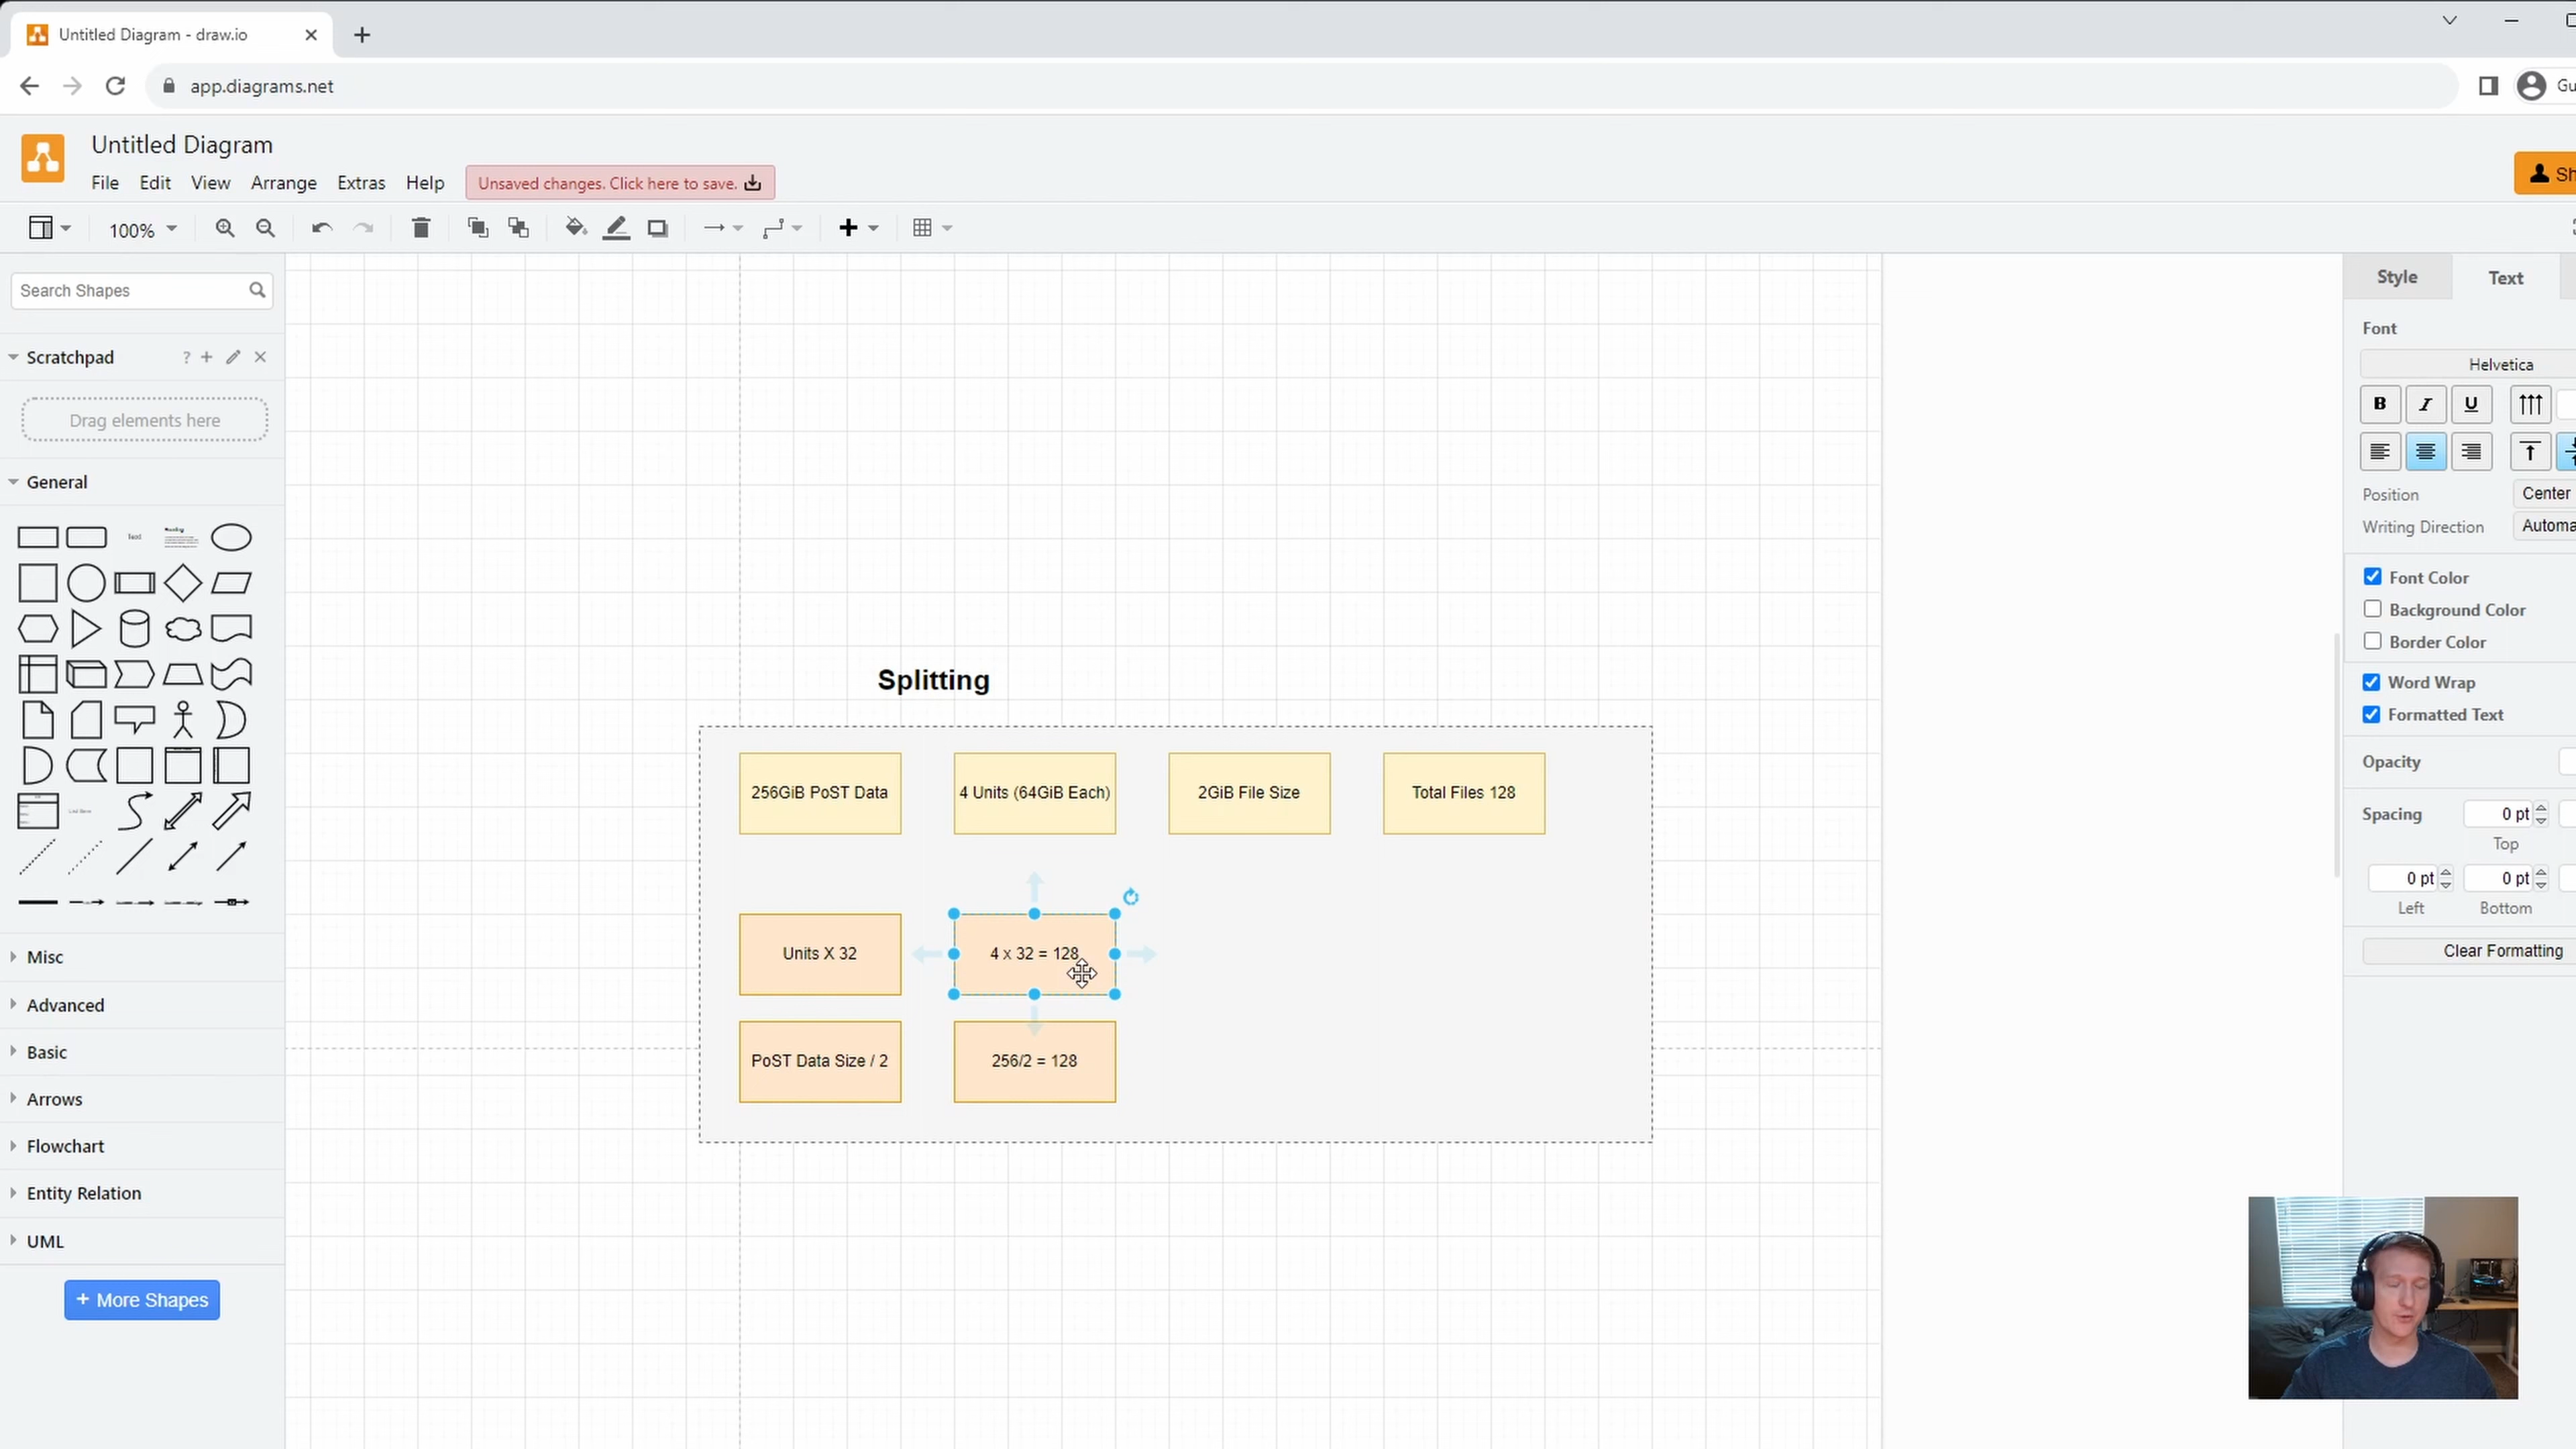 Untitled Diagram - draw.io
app.diagrams.net
Untitled Diagram
File Edit View Arrange Extras Help
Unsaved changes. Click here to save.
100%
Search Shapes
Scratchpad
?
Drag elements here
General
Text
Heading
Misc
Advanced
Basic
Arrows
Flowchart
Entity Relation
UML
+ More Shapes
Splitting
256GiB PoST Data
4 Units (64GiB Each)
2GiB File Size
Total Files 128
Units X 32
4 x 32 = 128
PoST Data Size / 2
256/2 = 128
Style
Text
Font
Helvetica
B I U
Position
Center
Writing Direction
Font Color
Background Color
Border Color
Word Wrap
Formatted Text
Opacity
Spacing
0 pt
Top
0 pt
0 pt
Left
Bottom
Clear Formatting